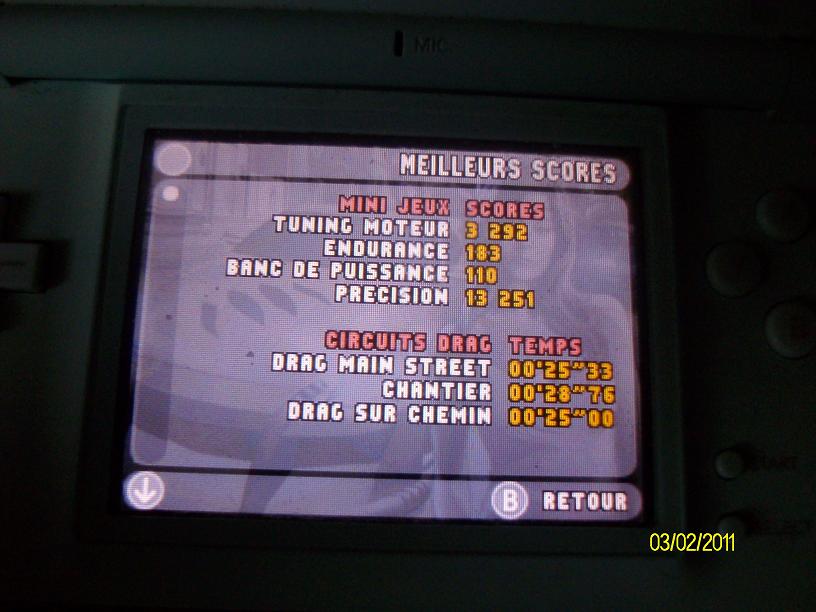 MIC.
MEILLEURS SCORES
MINI JEUX SCORES
TUNING MOTEUR 3 292
ENDURANCE 183
BANC DE PUISSANCE 110
PRECISION 13 251
CIRCUITS DRAG TEMPS
DRAG MAIN STREET 00'25"33
CHANTIER 00'28"76
DRAG SUR CHEMIN 00'25"00
START
B RETOUR
SELECT
03/02/2011